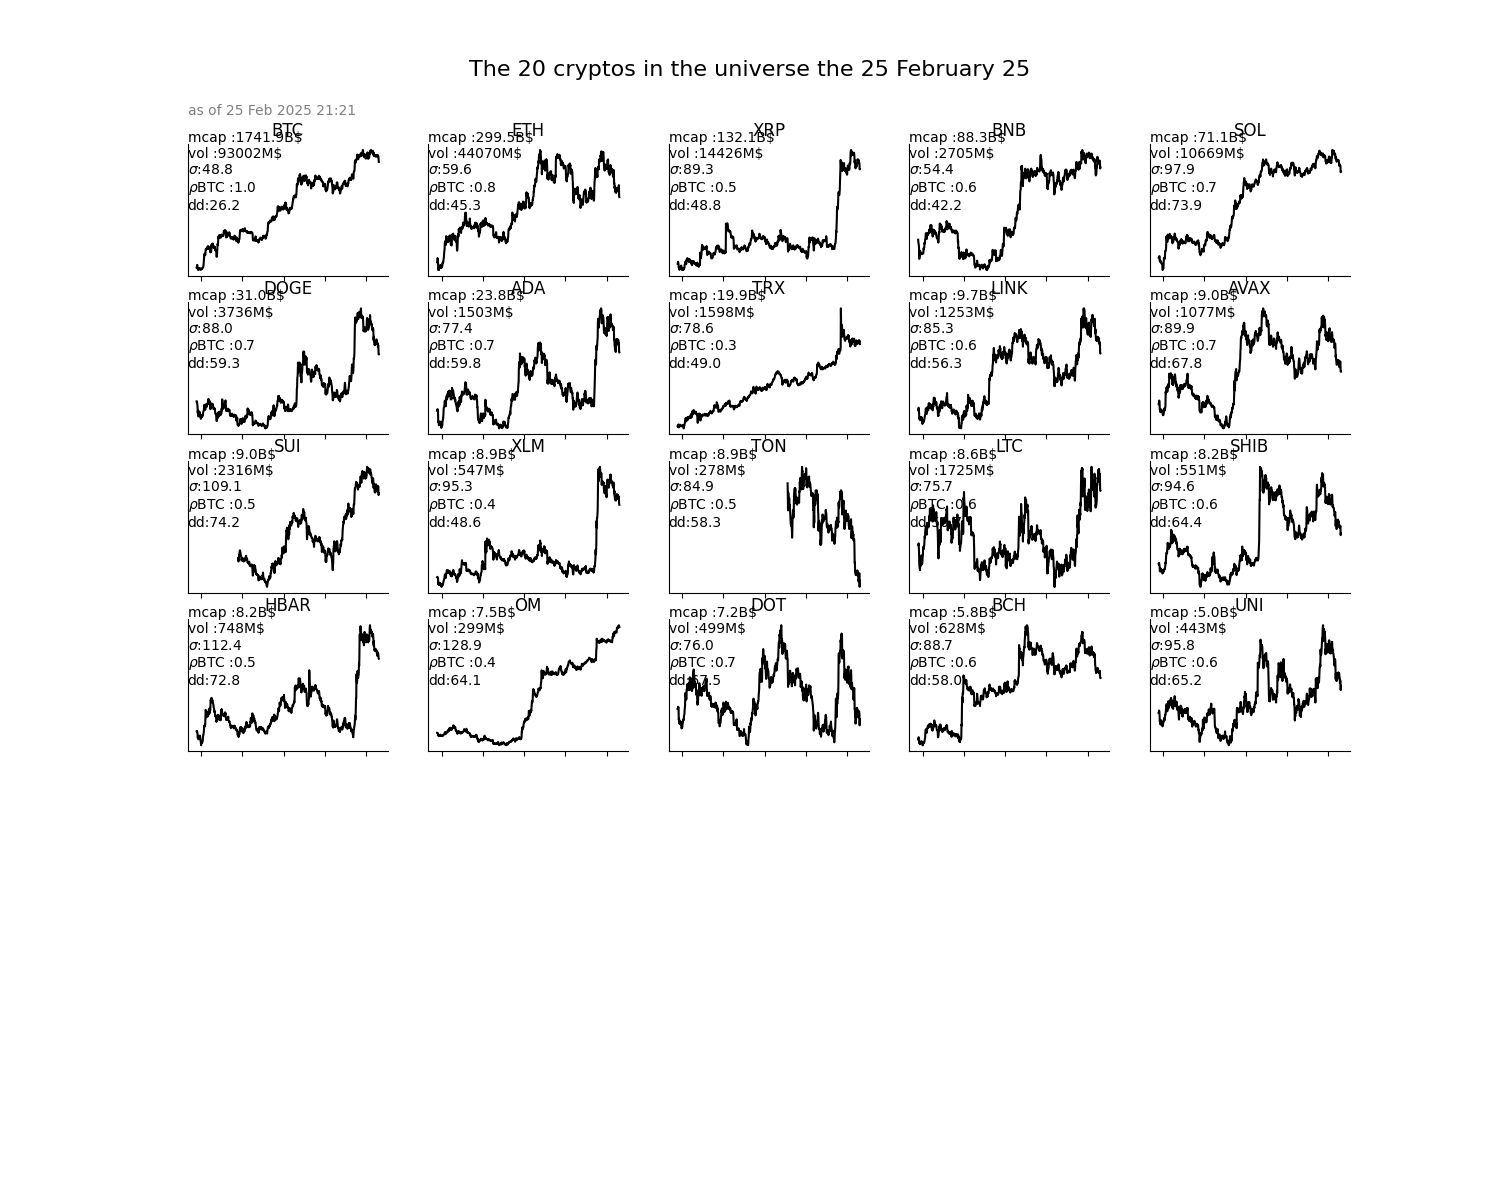 The 20 cryptos in the universe the 25 February 25
as of 25 Feb 2025 21:21
BTC
mcap :1741.9B$
vol :93002M$
σ:48.8
ρBTC :1.0
dd:26.2
ETH
mcap :299.5B$
vol :44070M$
σ:59.6
ρBTC :0.8
dd:45.3
XRP
mcap :132.1B$
vol :14426M$
σ:89.3
ρBTC :0.5
dd:48.8
BNB
mcap :88.3B$
vol :2705M$
σ:54.4
ρBTC :0.6
dd:42.2
SOL
mcap :71.1B$
vol :10669M$
σ:97.9
ρBTC :0.7
dd:73.9
DOGE
mcap :31.0B$
vol :3736M$
σ:88.0
ρBTC :0.7
dd:59.3
ADA
mcap :23.8B$
vol :1503M$
σ:77.4
ρBTC :0.7
dd:59.8
TRX
mcap :19.9B$
vol :1598M$
σ:78.6
ρBTC :0.3
dd:49.0
LINK
mcap :9.7B$
vol :1253M$
σ:85.3
ρBTC :0.6
dd:56.3
AVAX
mcap :9.0B$
vol :1077M$
σ:89.9
ρBTC :0.7
dd:67.8
SUI
mcap :9.0B$
vol :2316M$
σ:109.1
ρBTC :0.5
dd:74.2
XLM
mcap :8.9B$
vol :547M$
σ:95.3
ρBTC :0.4
dd:48.6
TON
mcap :8.9B$
vol :278M$
σ:84.9
ρBTC :0.5
dd:58.3
LTC
mcap :8.6B$
vol :1725M$
σ:75.7
ρBTC :0.6
SHIB
mcap :8.2B$
vol :551M$
σ:94.6
ρBTC :0.6
dd:64.4
HBAR
mcap :8.2B$
vol :748M$
σ:112.4
ρBTC :0.5
dd:72.8
OM
mcap :7.5B$
vol :299M$
σ:128.9
ρBTC :0.4
dd:64.1
DOT
mcap :7.2B$
vol :499M$
σ:76.0
ρBTC :0.7
BCH
mcap :5.8B$
vol :628M$
σ:88.7
ρBTC :0.6
dd:58.0
UNI
mcap :5.0B$
vol :443M$
σ:95.8
ρBTC :0.6
dd:65.2